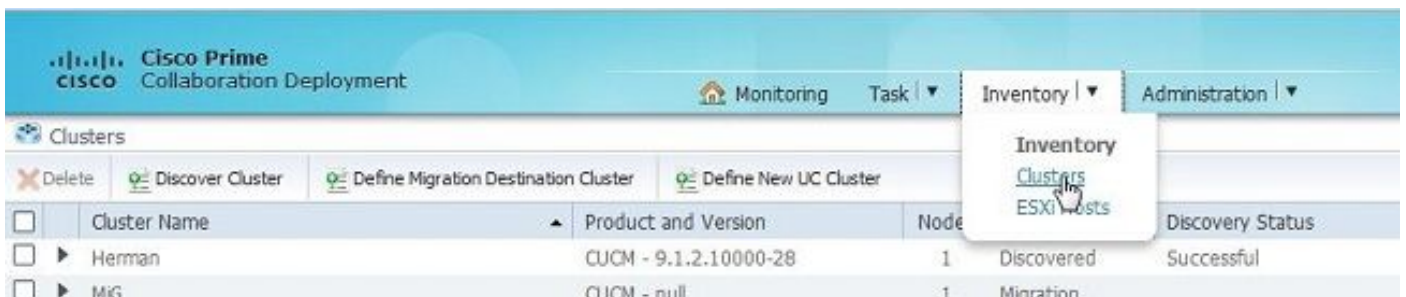 Cisco Prime
CISCO Collaboration Deployment
Monitoring Task Inventory Administration
Clusters
Inventory
Delete Discover Cluster Define Migration Destination Cluster Define New UC Cluster
Clusters
ESXi Hosts
Cluster Name Product and Version Node Discovery Status
Herman CUCM - 9.1.2.10000-28 1 Discovered Successful
MiG CUCM - null 1 Migration